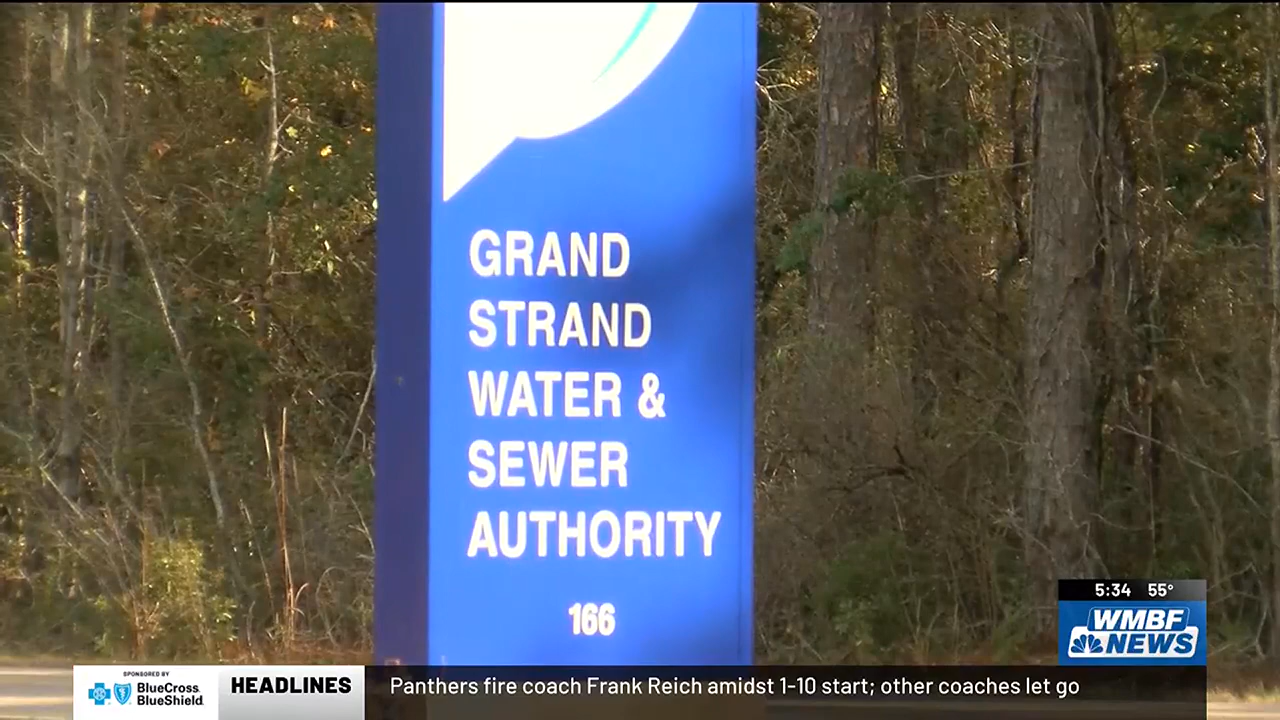 GRAND
STRAND
WATER &
SEWER
AUTHORITY
166
5:34 55°
WMBF
NEWS
SPONSORED BY
BlueCross
BlueShield
HEADLINES
Panthers fire coach Frank Reich amidst 1-10 start; other coaches let go